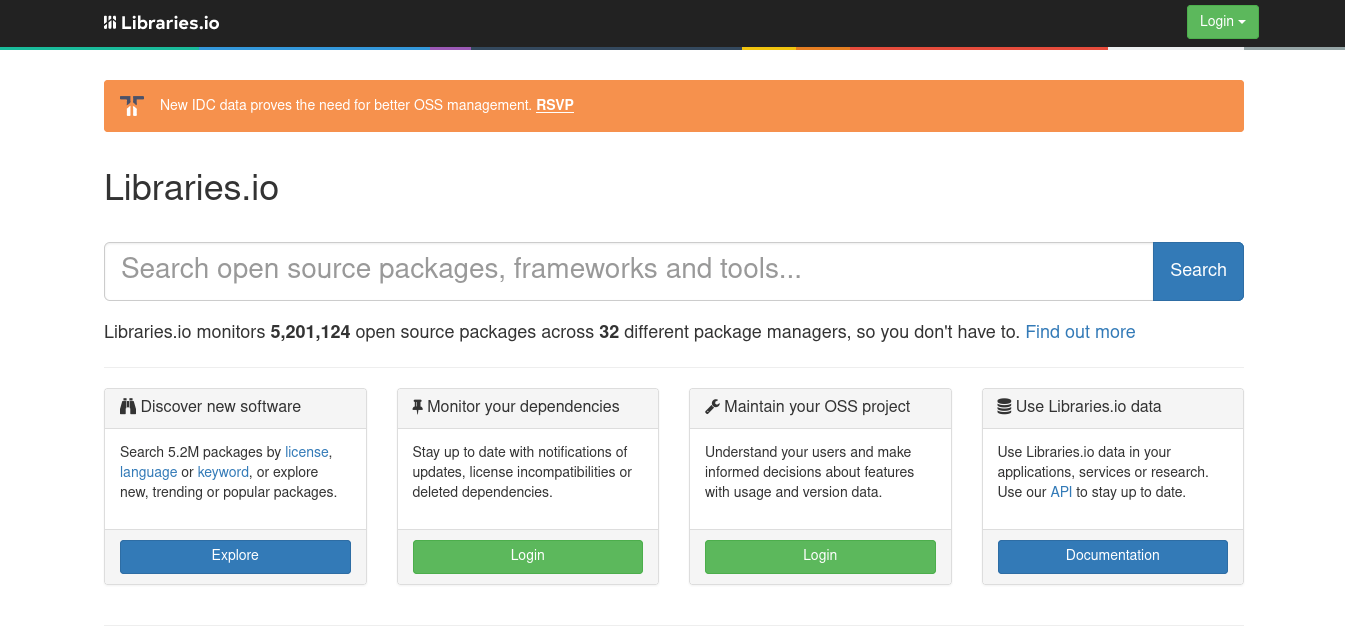 Libraries.io
Login
New IDC data proves the need for better OSS management. RSVP
Libraries.io
Search open source packages, frameworks and tools...
Search
Libraries.io monitors 5,201,124 open source packages across 32 different package managers, so you don't have to. Find out more
Discover new software
Search 5.2M packages by license,
language or keyword, or explore
new, trending or popular packages.
Explore
Monitor your dependencies
Stay up to date with notifications of
updates, license incompatibilities or
deleted dependencies.
Login
Maintain your OSS project
Understand your users and make
informed decisions about features
with usage and version data.
Login
Use Libraries.io data
Use Libraries.io data in your
applications, services or research.
Use our API to stay up to date.
Documentation